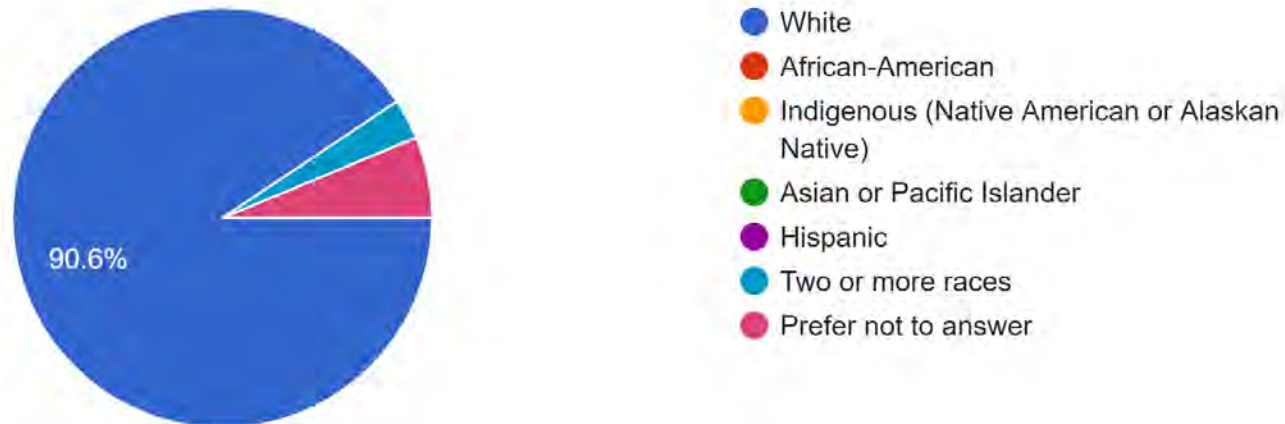 White
African-American
Indigenous (Native American or Alaskan
Native)
Asian or Pacific Islander
Hispanic
Two or more races
Prefer not to answer
90.6%